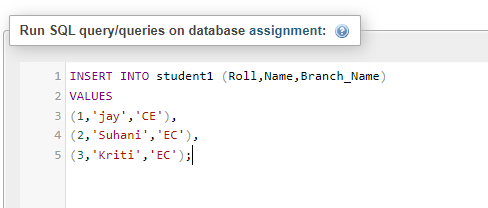 Run SQL query/queries on database assignment:
1 INSERT INTO student1 (Roll,Name,Branch_Name)
2 VALUES
3 (1,'jay','CE'),
4 (2,'Suhani','EC'),
5 (3,'Kriti','EC');